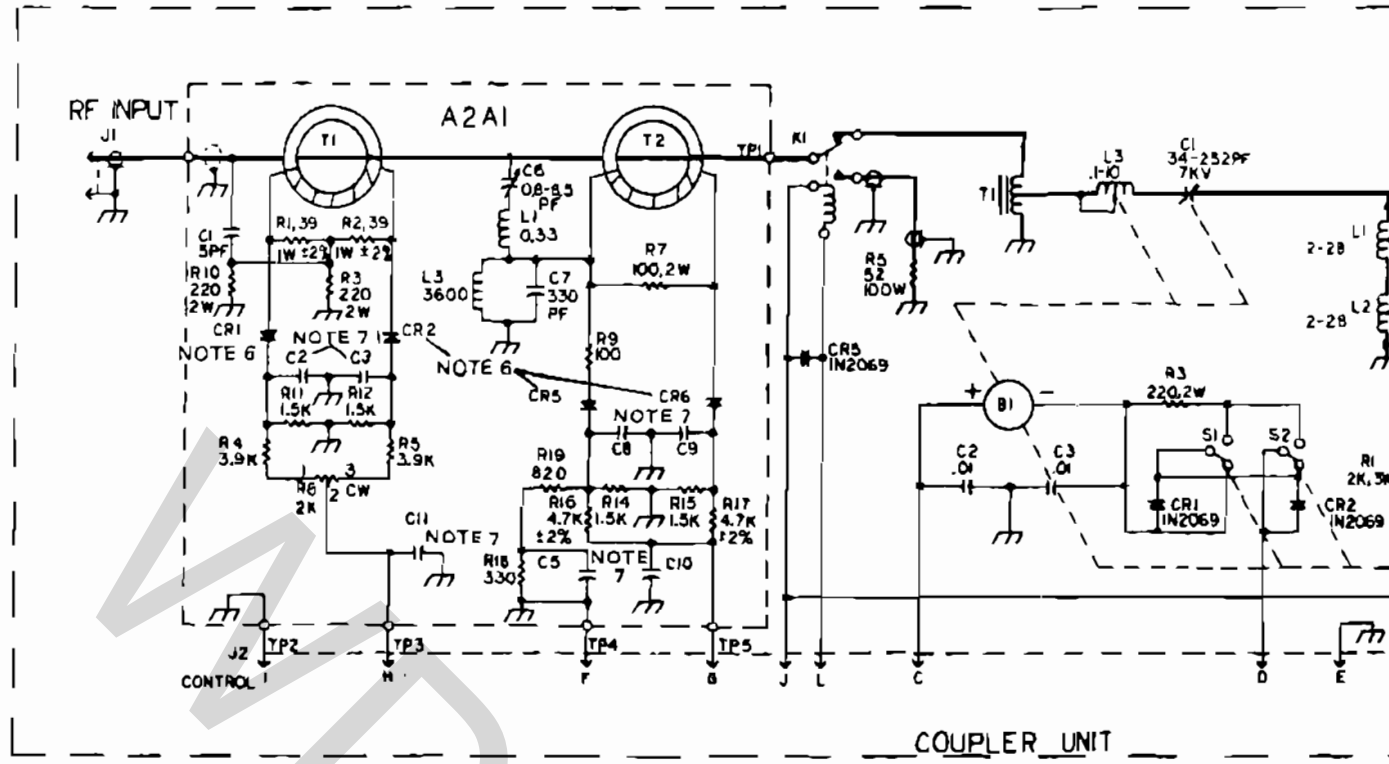 RF INPUT
J1
A2A1
T1
T2
TP1
K1
C6
0.8-8.5
PF
L1
0.33
C1
5PF
R1,39
1W ±2%
R2,39
1W ±2%
R10
220
2W
R3
220
2W
CR1
NOTE 6
NOTE 7
CR2
C2
C3
NOTE 6
R11
1.5K
R12
1.5K
R4
3.9K
R5
3.9K
1
3
R6
2
CW
2K
C11
NOTE 7
L3
3600
C7
330
PF
R7
100,2W
R9
100
CR5
CR6
NOTE 7
C8
C9
R19
820
R16
4.7K
±2%
R14
1.5K
R15
1.5K
R17
4.7K
±2%
R18
330
C5
NOTE
7
C10
T1
L3
.1-10
C1
34-252PF
7KV
L1
2-28
L2
2-28
R5
52
100W
CR5
IN2069
+
B1
-
R3
220,2W
C2
.01
C3
.01
S1
S2
R1
CR1
IN2069
CR2
IN2069
J2
CONTROL
TP2
TP3
TP4
TP5
I
H
F
G
J
L
C
D
E
COUPLER UNIT